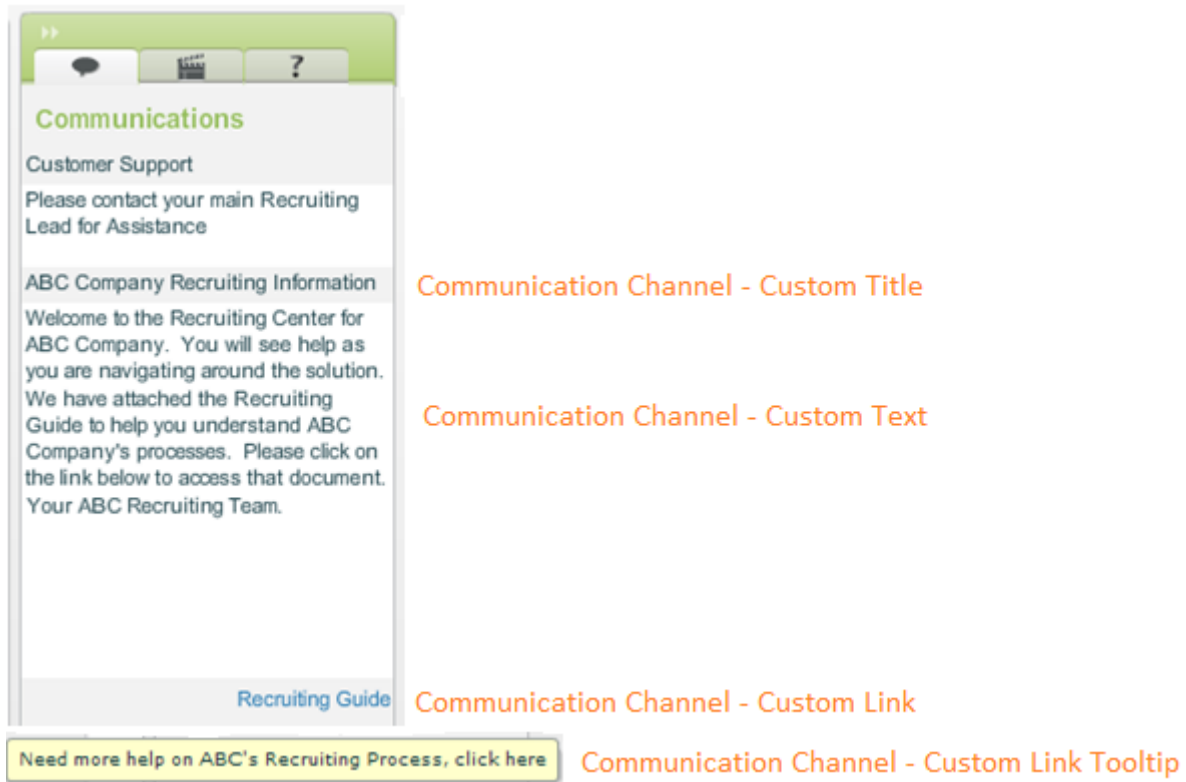 ?
Communications
Customer Support
Please contact your main Recruiting
Lead for Assistance
ABC Company Recruiting Information
Communication Channel - Custom Title
Welcome to the Recruiting Center for
ABC Company.  You will see help as
you are navigating around the solution.
We have attached the Recruiting
Guide to help you understand ABC
Company's processes.  Please click on
the link below to access that document.
Your ABC Recruiting Team.
Communication Channel - Custom Text
Recruiting Guide
Communication Channel - Custom Link
Need more help on ABC's Recruiting Process, click here
Communication Channel - Custom Link Tooltip